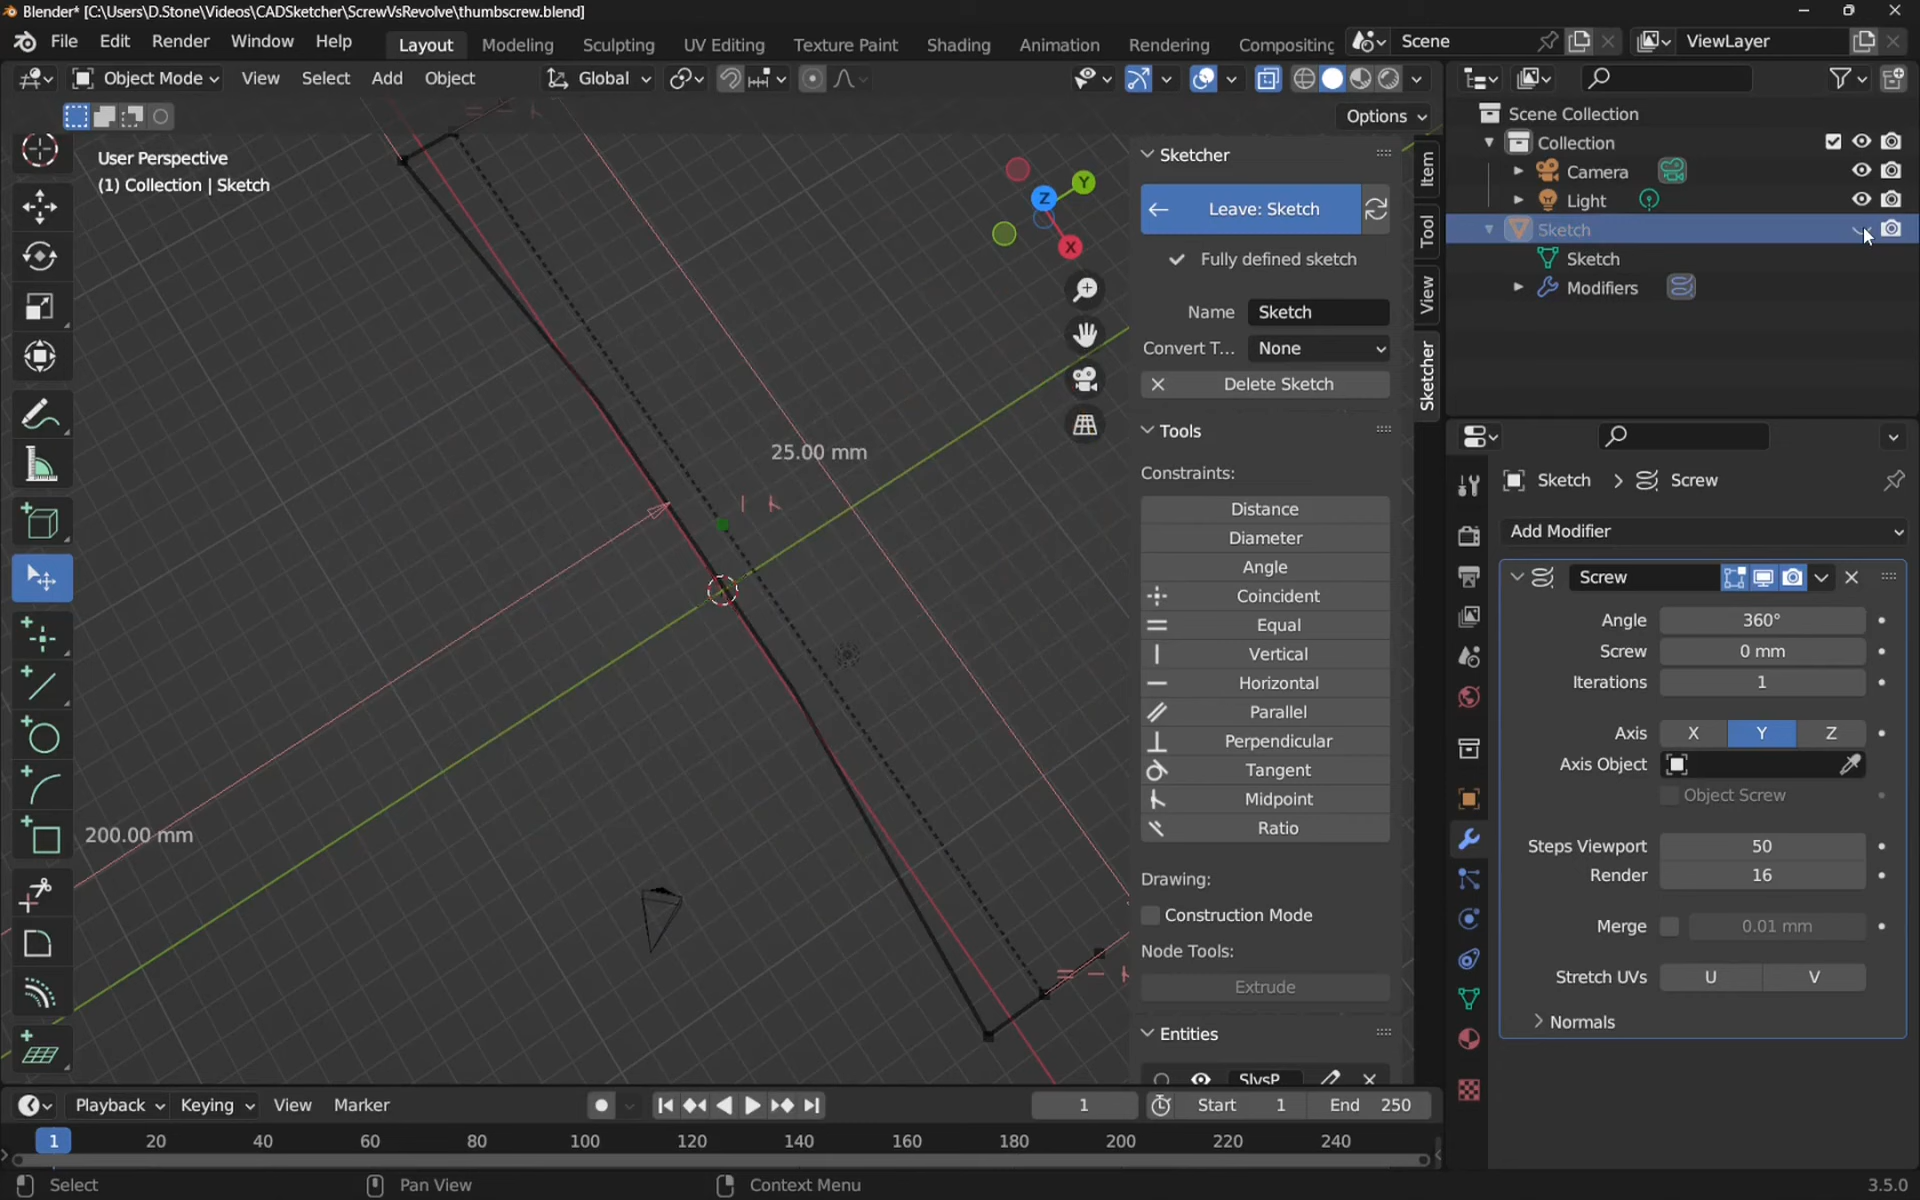 Blender* [C:\Users\D.Stone\Videos\CADSketcher\ScrewVsRevolve\thumbscrew.blend]
File Edit Render Window Help Layout Modeling Sculpting UV Editing Texture Paint Shading Animation Rendering Compositing Scene ViewLayer
Object Mode View Select Add Object Global
Options
User Perspective
(1) Collection | Sketch
Z
Y
X
25.00 mm
200.00 mm
Sketcher
Leave: Sketch
Fully defined sketch
Name Sketch
Convert T... None
Delete Sketch
Tools
Constraints:
Distance
Diameter
Angle
Coincident
Equal
Vertical
Horizontal
Parallel
Perpendicular
Tangent
Midpoint
Ratio
Drawing:
Construction Mode
Node Tools:
Extrude
Entities
SlvsP
Item
Tool
View
Sketcher
Scene Collection
Collection
Camera
Light
Sketch
Sketch
Modifiers
Sketch > Screw
Add Modifier
Screw
Angle 360°
Screw 0 mm
Iterations 1
Axis X Y Z
Axis Object
Object Screw
Steps Viewport 50
Render 16
Merge 0.01 mm
Stretch UVs U V
Normals
Playback Keying View Marker 1 Start 1 End 250
1 20 40 60 80 100 120 140 160 180 200 220 240
Select Pan View Context Menu 3.5.0